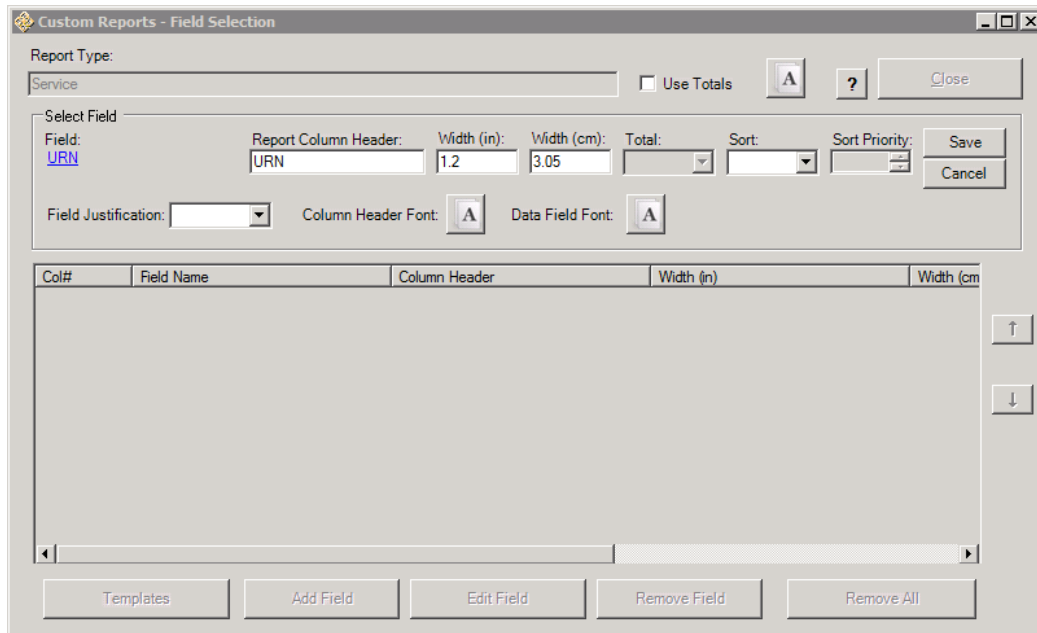 Custom Reports - Field Selection
Report Type:
Service
Use Totals
A
?
Close
Select Field
Field:
Report Column Header:
Width (in):
Width (cm):
Total:
Sort:
Sort Priority:
Save
URN
URN
1.2
3.05
Cancel
Field Justification:
Column Header Font:
A
Data Field Font:
A
Col#
Field Name
Column Header
Width (in)
Width (cm
↑
↓
Templates
Add Field
Edit Field
Remove Field
Remove All